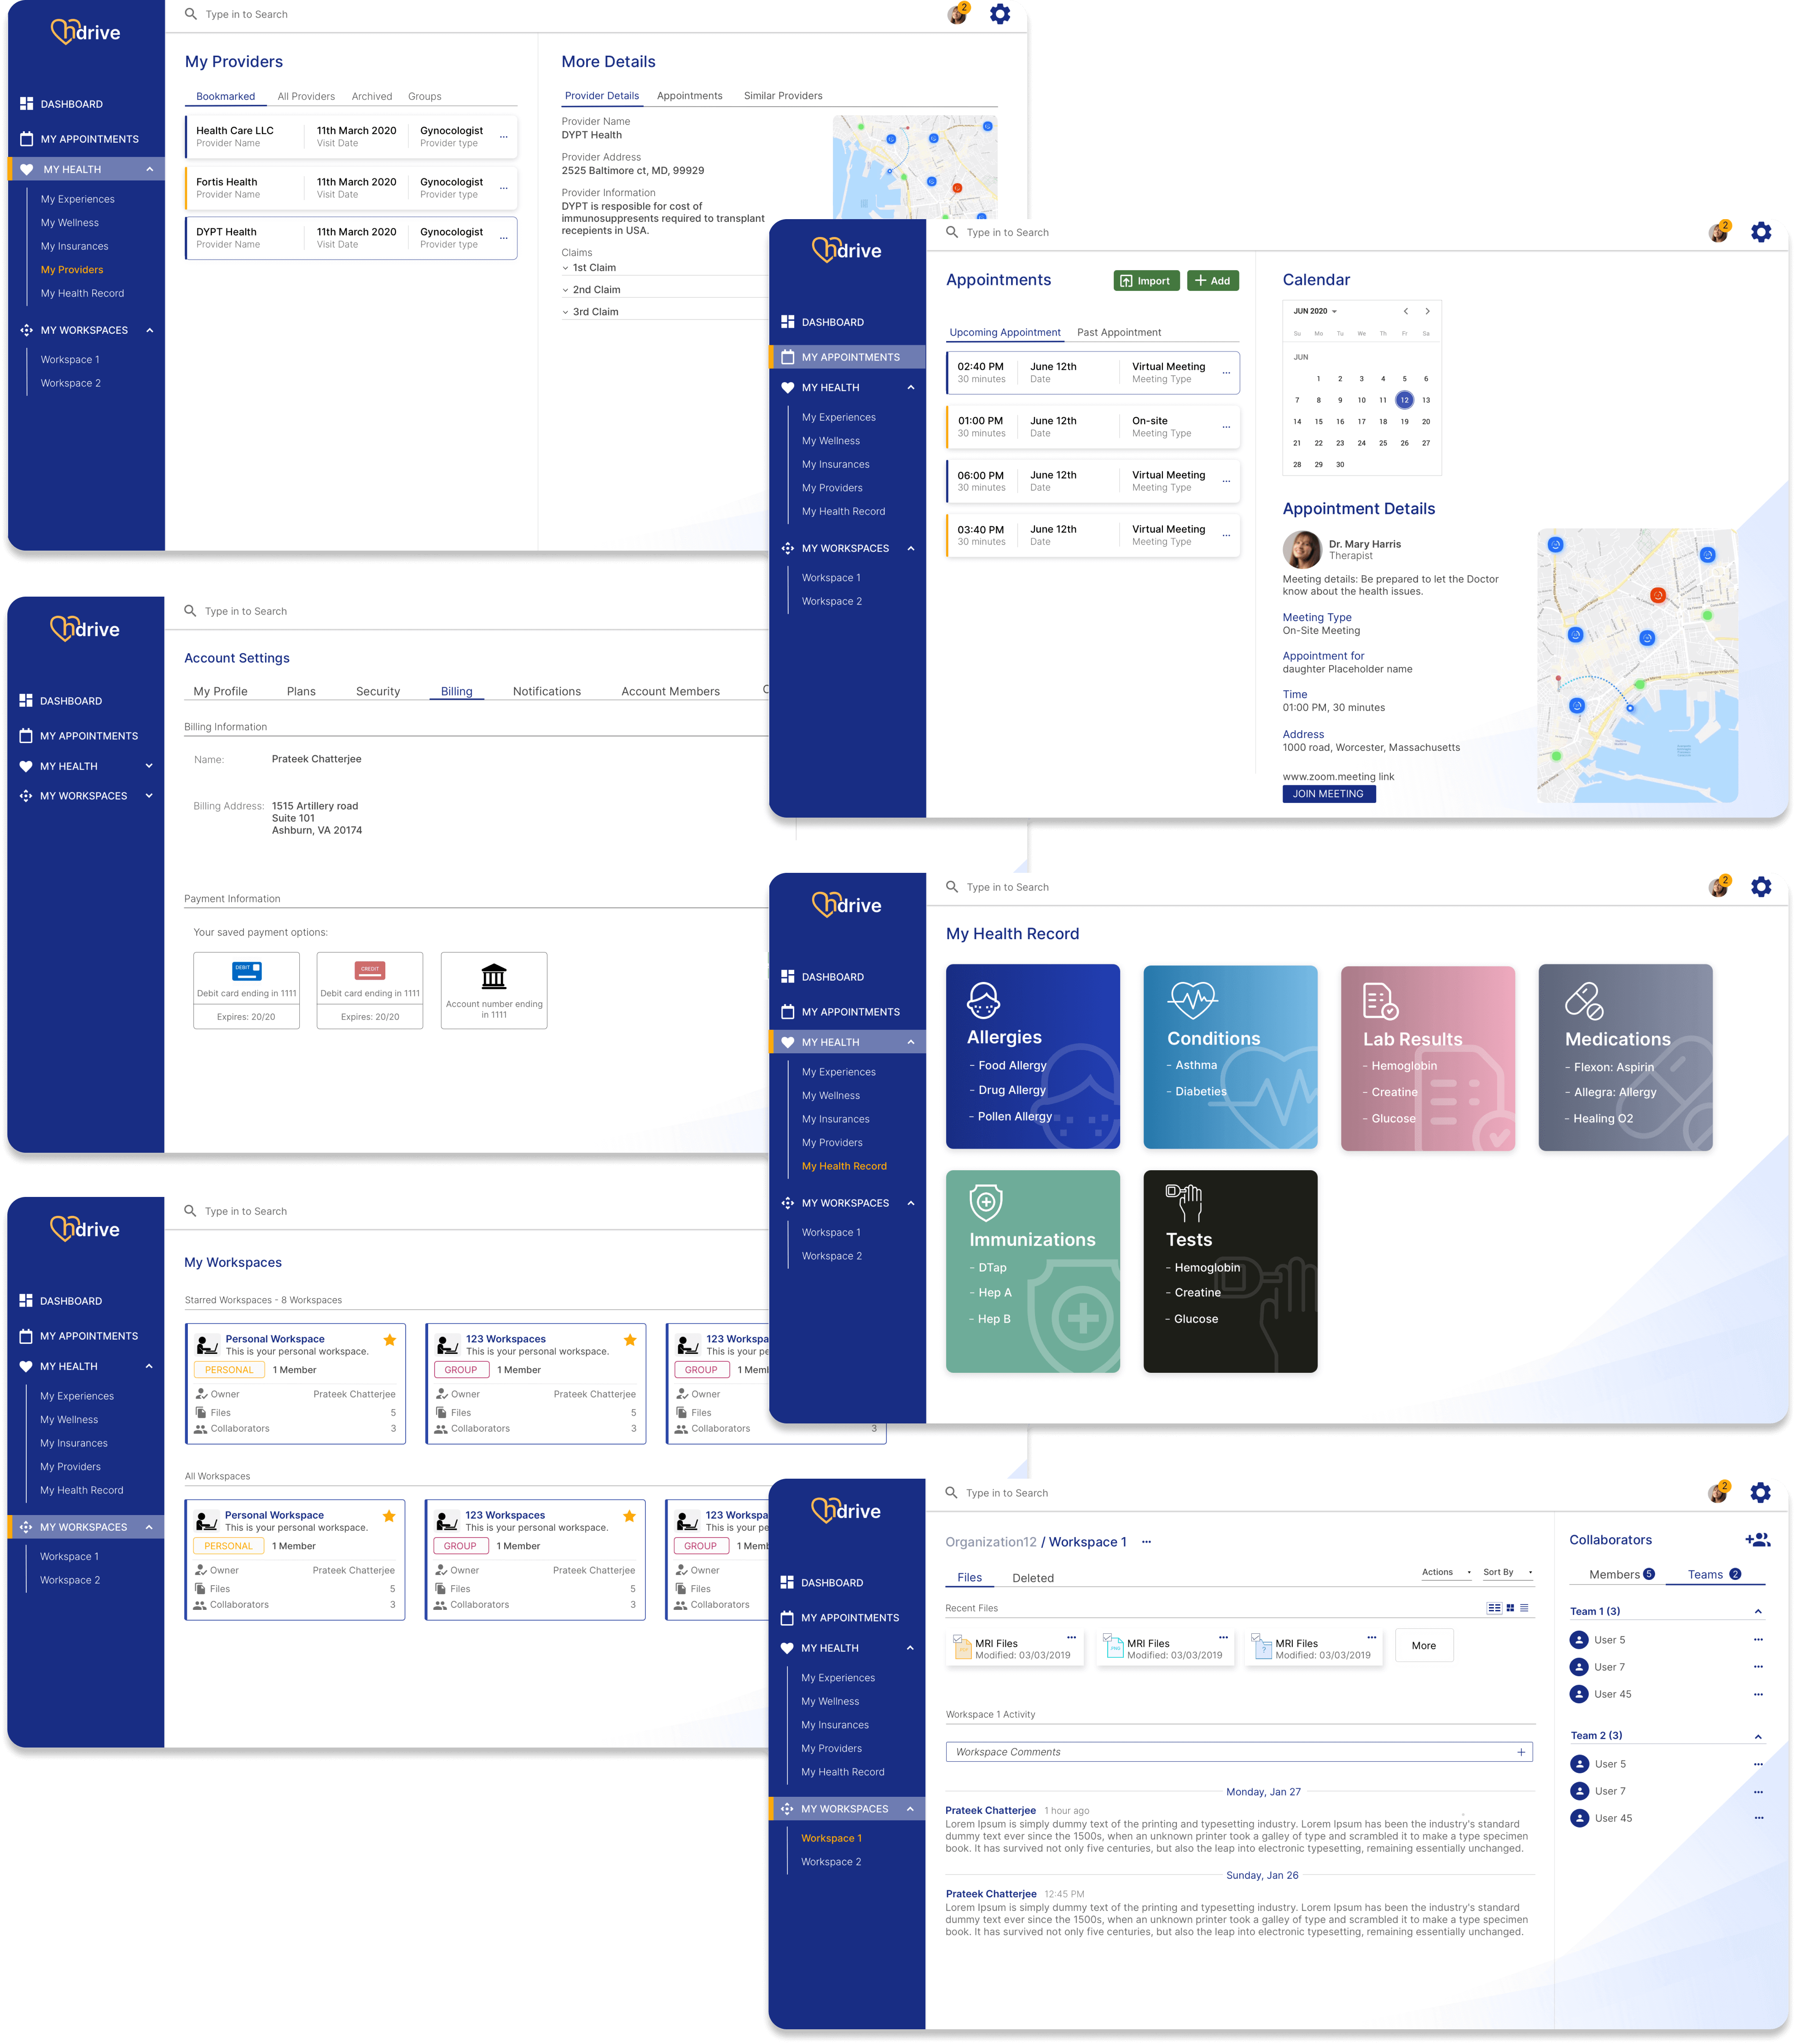 hdrive
Type in to Search
2
DASHBOARD
MY APPOINTMENTS
MY HEALTH
My Experiences
My Wellness
My Insurances
My Providers
My Health Record
MY WORKSPACES
Workspace 1
Workspace 2
My Providers
Bookmarked All Providers Archived Groups
Health Care LLC 11th March 2020 Gynocologist ...
Provider Name Visit Date Provider type
Fortis Health 11th March 2020 Gynocologist ...
Provider Name Visit Date Provider type
DYPT Health 11th March 2020 Gynocologist ...
Provider Name Visit Date Provider type
More Details
Provider Details Appointments Similar Providers
Provider Name
DYPT Health
Provider Address
2525 Baltimore ct, MD, 99929
Provider Information
DYPT is resposible for cost of
immunosuppresents required to transplant
recepients in USA.
Claims
1st Claim
2nd Claim
3rd Claim
hdrive
Type in to Search
2
DASHBOARD
MY APPOINTMENTS
MY HEALTH
My Experiences
My Wellness
My Insurances
My Providers
My Health Record
MY WORKSPACES
Workspace 1
Workspace 2
Appointments
Import
+ Add
Upcoming Appointment Past Appointment
02:40 PM June 12th Virtual Meeting ...
30 minutes Date Meeting Type
01:00 PM June 12th On-site ...
30 minutes Date Meeting Type
06:00 PM June 12th Virtual Meeting ...
30 minutes Date Meeting Type
03:40 PM June 12th Virtual Meeting ...
30 minutes Date Meeting Type
Calendar
JUN 2020
Su Mo Tu We Th Fr Sa
JUN
1 2 3 4 5 6
7 8 9 10 11 12 13
14 15 16 17 18 19 20
21 22 23 24 25 26 27
28 29 30
Appointment Details
Dr. Mary Harris
Therapist
Meeting details: Be prepared to let the Doctor
know about the health issues.
Meeting Type
On-Site Meeting
Appointment for
daughter Placeholder name
Time
01:00 PM, 30 minutes
Address
1000 road, Worcester, Massachusetts
www.zoom.meeting link
JOIN MEETING
hdrive
Type in to Search
DASHBOARD
MY APPOINTMENTS
MY HEALTH
MY WORKSPACES
Account Settings
My Profile Plans Security Billing Notifications Account Members
Billing Information
Name: Prateek Chatterjee
Billing Address: 1515 Artillery road
Suite 101
Ashburn, VA 20174
Payment Information
Your saved payment options:
DEBIT
Debit card ending in 1111
Expires: 20/20
CREDIT
Debit card ending in 1111
Expires: 20/20
Account number ending
in 1111
hdrive
Type in to Search
2
DASHBOARD
MY APPOINTMENTS
MY HEALTH
My Experiences
My Wellness
My Insurances
My Providers
My Health Record
MY WORKSPACES
Workspace 1
Workspace 2
My Health Record
Allergies
- Food Allergy
- Drug Allergy
- Pollen Allergy
Conditions
- Asthma
- Diabeties
Lab Results
- Hemoglobin
- Creatine
- Glucose
Medications
- Flexon: Aspirin
- Allegra: Allergy
- Healing O2
Immunizations
- DTap
- Hep A
- Hep B
Tests
- Hemoglobin
- Creatine
- Glucose
hdrive
Type in to Search
DASHBOARD
MY APPOINTMENTS
MY HEALTH
My Experiences
My Wellness
My Insurances
My Providers
My Health Record
MY WORKSPACES
Workspace 1
Workspace 2
My Workspaces
Starred Workspaces - 8 Workspaces
Personal Workspace
This is your personal workspace.
PERSONAL 1 Member
Owner Prateek Chatterjee
Files 5
Collaborators 3
123 Workspaces
This is your personal workspace.
GROUP 1 Member
Owner Prateek Chatterjee
Files 5
Collaborators 3
123 Workspa
This is your pe
GROUP 1 Meml
Owner
Files
Collaborators 3
All Workspaces
Personal Workspace
This is your personal workspace.
PERSONAL 1 Member
Owner Prateek Chatterjee
Files 5
Collaborators 3
123 Workspaces
This is your personal workspace.
GROUP 1 Member
Owner Prateek Chatterjee
Files 5
Collaborators 3
123 Workspa
This is your pe
GROUP 1 Memb
Owner
Files
Collaborators
hdrive
Type in to Search
2
DASHBOARD
MY APPOINTMENTS
MY HEALTH
My Experiences
My Wellness
My Insurances
My Providers
My Health Record
MY WORKSPACES
Workspace 1
Workspace 2
Organization12 / Workspace 1 ...
Files Deleted
Actions Sort By
Recent Files
MRI Files ...
Modified: 03/03/2019
PNG
MRI Files ...
Modified: 03/03/2019
?
MRI Files ...
Modified: 03/03/2019
More
Workspace 1 Activity
Workspace Comments +
Monday, Jan 27
Prateek Chatterjee 1 hour ago
Lorem Ipsum is simply dummy text of the printing and typesetting industry. Lorem Ipsum has been the industry's standard
dummy text ever since the 1500s, when an unknown printer took a galley of type and scrambled it to make a type specimen
book. It has survived not only five centuries, but also the leap into electronic typesetting, remaining essentially unchanged.
Sunday, Jan 26
Prateek Chatterjee 12:45 PM
Lorem Ipsum is simply dummy text of the printing and typesetting industry. Lorem Ipsum has been the industry's standard
dummy text ever since the 1500s, when an unknown printer took a galley of type and scrambled it to make a type specimen
book. It has survived not only five centuries, but also the leap into electronic typesetting, remaining essentially unchanged.
Collaborators
Members 5 Teams 2
Team 1 (3)
User 5 ...
User 7 ...
User 45 ...
Team 2 (3)
User 5 ...
User 7 ...
User 45 ...